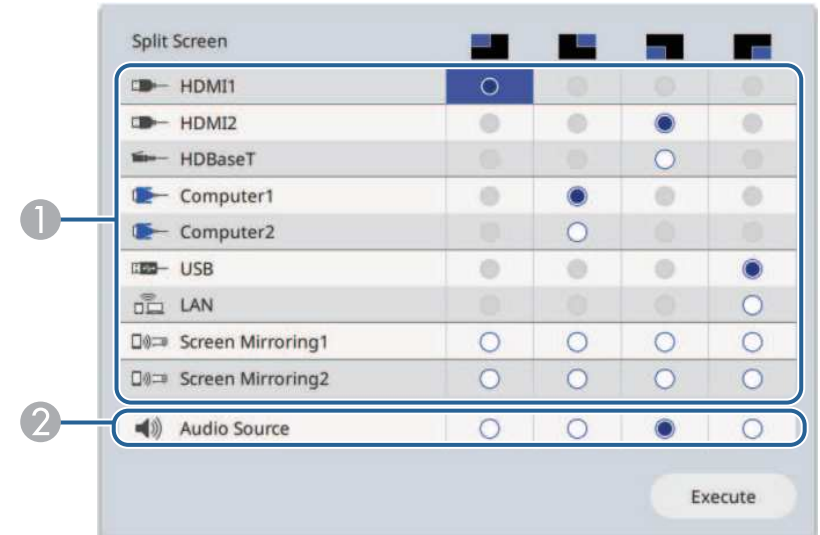 Split Screen
HDMI1
HDMI2
HDBaseT
Computer1
Computer2
USB
LAN
Screen Mirroring1
Screen Mirroring2
Audio Source
Execute
1
2